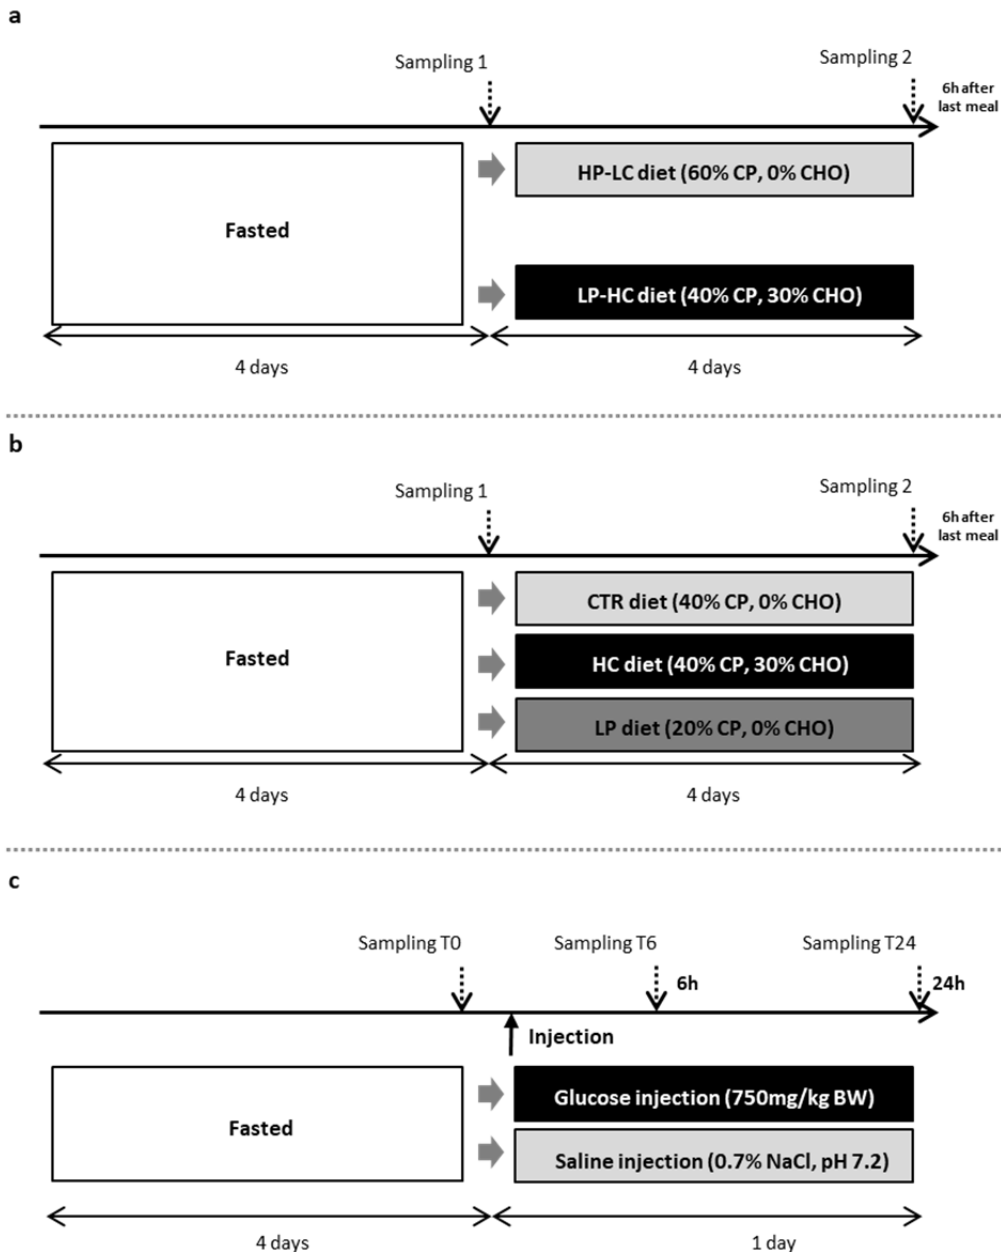 a
Sampling 1
Sampling 2
6h after
last meal
Fasted
HP-LC diet (60% CP, 0% CHO)
LP-HC diet (40% CP, 30% CHO)
4 days
4 days
b
Sampling 1
Sampling 2
6h after
last meal
Fasted
CTR diet (40% CP, 0% CHO)
HC diet (40% CP, 30% CHO)
LP diet (20% CP, 0% CHO)
4 days
4 days
c
Sampling T0
Sampling T6
Sampling T24
6h
24h
Injection
Fasted
Glucose injection (750mg/kg BW)
Saline injection (0.7% NaCl, pH 7.2)
4 days
1 day